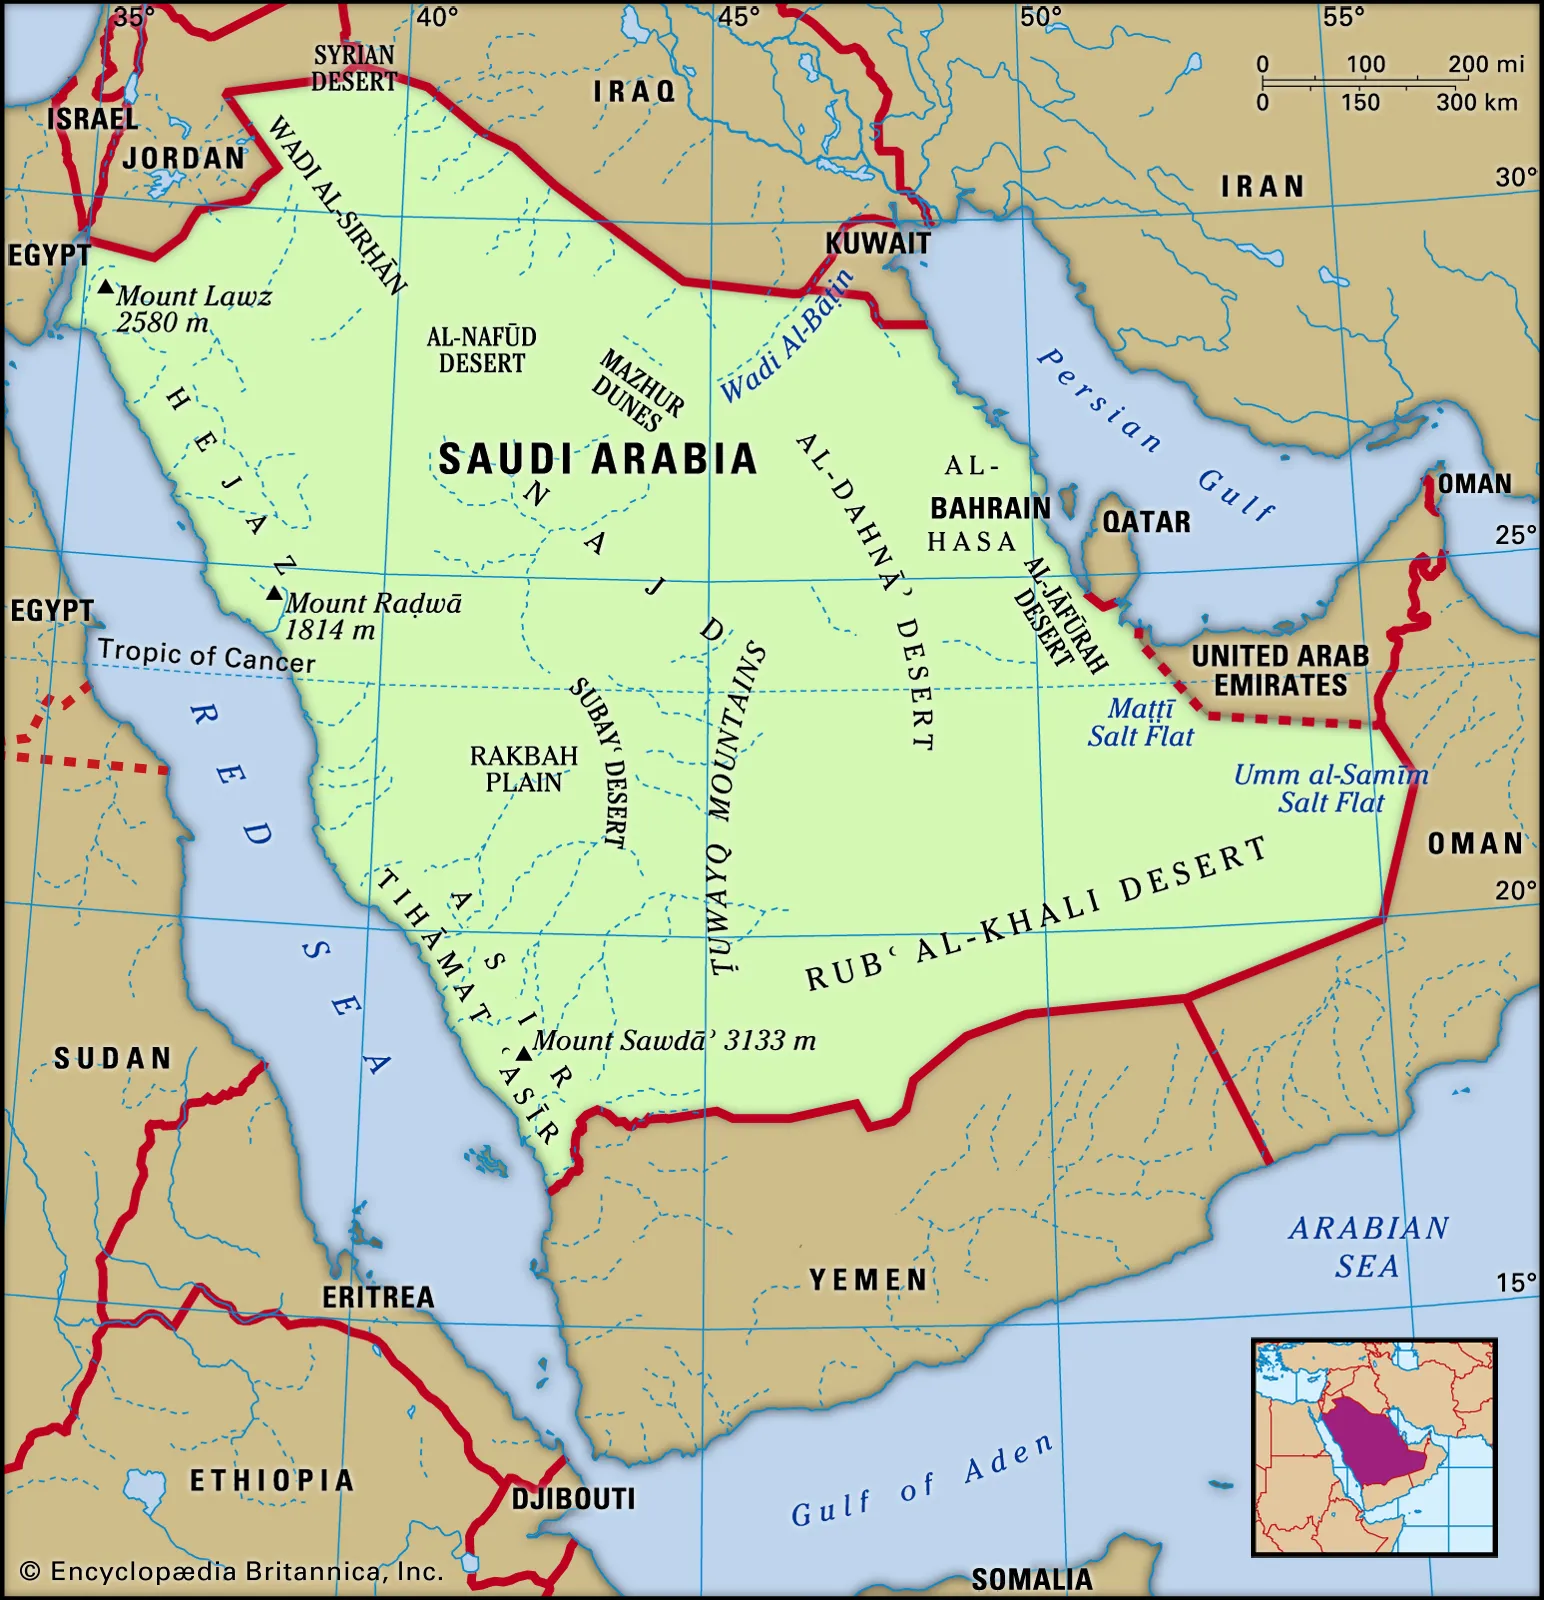 35°
40°
45°
50°
55°
0 100 200 mi
0 150 300 km
SYRIAN
DESERT
IRAQ
ISRAEL
JORDAN
WADI AL-SIRḤĀN
IRAN
30°
EGYPT
KUWAIT
Mount Lawz
2580 m
Wadi Al-Bāṭin
AL-NAFŪD
DESERT
MAZHUR
DUNES
Persian Gulf
HEJAZ
SAUDI ARABIA
NAJD
AL-DAHNĀʾ DESERT
AL-
HASA
BAHRAIN
QATAR
OMAN
25°
AL-JĀFŪRAH
DESERT
EGYPT
Mount Raḍwā
1814 m
Tropic of Cancer
UNITED ARAB
EMIRATES
Maṭṭī
Salt Flat
Umm al-Samīm
Salt Flat
SUBAYʿ DESERT
ṬUWAYQ MOUNTAINS
RAKBAH
PLAIN
RED SEA
OMAN
20°
RUBʿ AL-KHALI DESERT
TIHĀMAT ʿASĪR
ASIR
Mount Sawdāʾ 3133 m
SUDAN
ARABIAN
SEA
YEMEN
15°
ERITREA
ETHIOPIA
DJIBOUTI
Gulf of Aden
SOMALIA
© Encyclopædia Britannica, Inc.